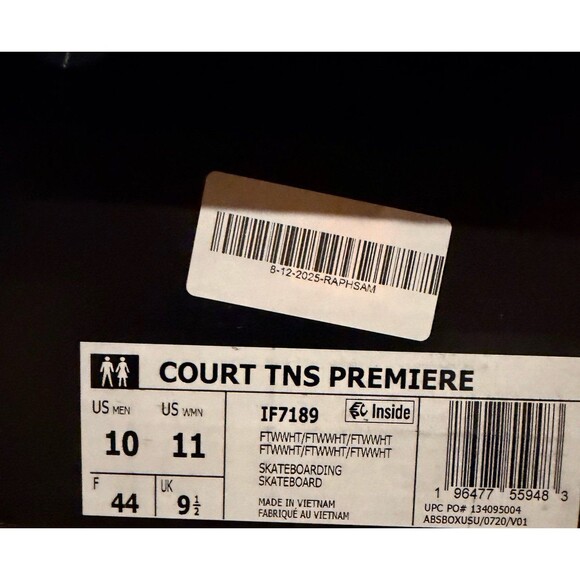 8-12-2025-RAPHSAM
COURT TNS PREMIERE
US MEN
10
US WMN
11
F
44
UK
9 1/2
IF7189
Inside
FTWWHT/FTWWHT/FTWWHT
FTWWHT/FTWWHT/FTWWHT
SKATEBOARDING
SKATEBOARD
MADE IN VIETNAM
FABRIQUÉ AU VIETNAM
1 96477 55948 3
UPC PO# 134095004
ABSBOXUSU/0720/V01